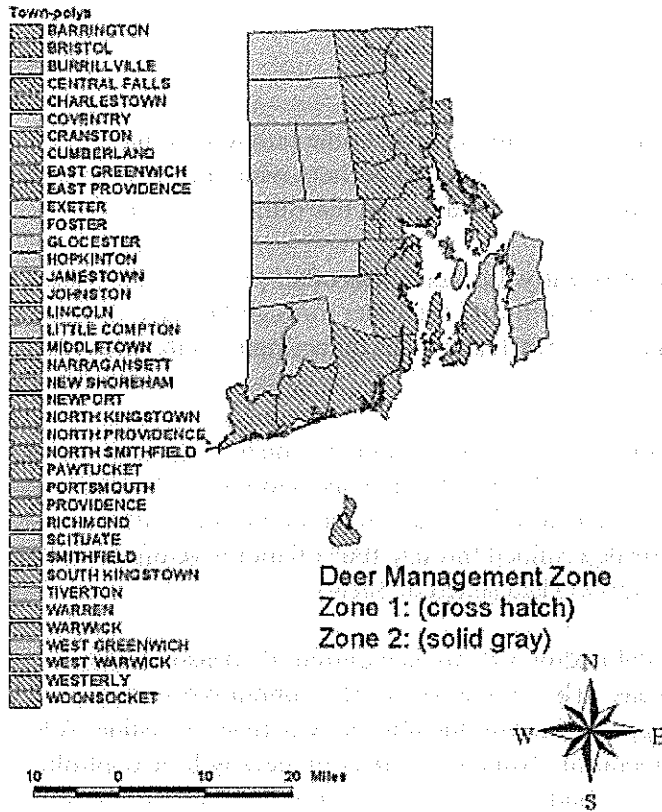 Town-polys
BARRINGTON
BRISTOL
BURRILLVILLE
CENTRAL FALLS
CHARLESTOWN
COVENTRY
CRANSTON
CUMBERLAND
EAST GREENWICH
EAST PROVIDENCE
EXETER
FOSTER
GLOCESTER
HOPKINTON
JAMESTOWN
JOHNSTON
LINCOLN
LITTLE COMPTON
MIDDLETOWN
NARRAGANSETT
NEW SHOREHAM
NEWPORT
NORTH KINGSTOWN
NORTH PROVIDENCE
NORTH SMITHFIELD
PAWTUCKET
PORTSMOUTH
PROVIDENCE
RICHMOND
SCITUATE
SMITHFIELD
SOUTH KINGSTOWN
TIVERTON
WARREN
WARWICK
WEST GREENWICH
WEST WARWICK
WESTERLY
WOONSOCKET
Deer Management Zone
Zone 1: (cross hatch)
Zone 2: (solid gray)
N
W E
S
10 0 10 20 Miles